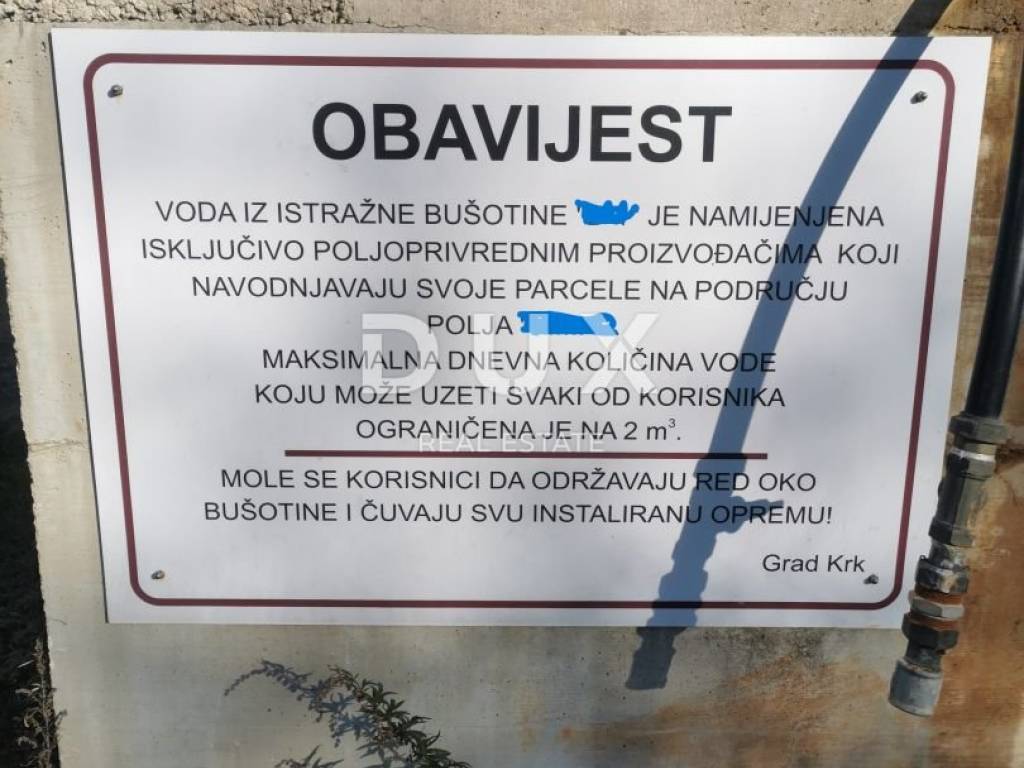 OBAVIJEST
VODA IZ ISTRAŽNE BUŠOTINE JE NAMIJENJENA
ISKLJUČIVO POLJOPRIVREDNIM PROIZVOĐAČIMA KOJI
NAVODNJAVAJU SVOJE PARCELE NA PODRUČJU
POLJA
MAKSIMALNA DNEVNA KOLIČINA VODE
KOJU MOŽE UZETI SVAKI OD KORISNIKA
OGRANIČENA JE NA 2 m³.
MOLE SE KORISNICI DA ODRŽAVAJU RED OKO
BUŠOTINE I ČUVAJU SVU INSTALIRANU OPREMU!
Grad Krk
DUX
REAL ESTATE